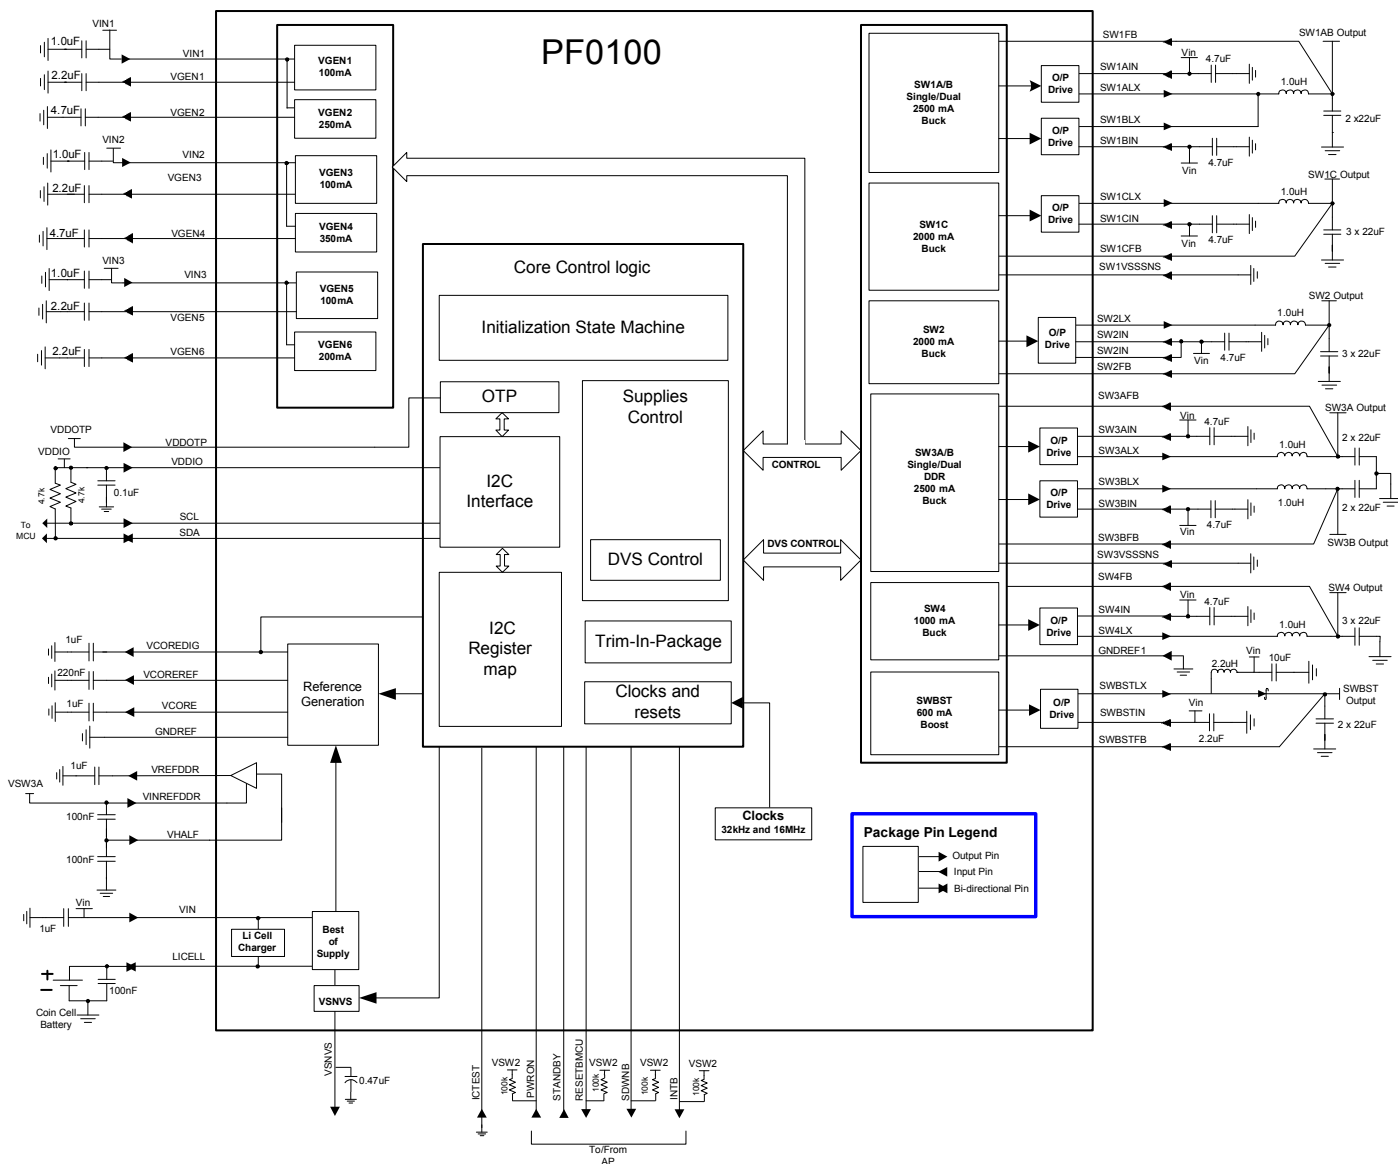 PF0100
VIN1
1.0uF
VIN1
2.2uF
VGEN1
4.7uF
VGEN2
VIN2
1.0uF
VIN2
VGEN3
2.2uF
4.7uF
VGEN4
VIN3
1.0uF
VIN3
2.2uF
VGEN5
2.2uF
VGEN6
VGEN1
100mA
VGEN2
250mA
VGEN3
100mA
VGEN4
350mA
VGEN5
100mA
VGEN6
200mA
VDDOTP
VDDOTP
VDDIO
VDDIO
4.7k
4.7k
0.1uF
To
MCU
SCL
SDA
1uF
VCOREDIG
220nF
VCOREREF
1uF
VCORE
GNDREF
Reference
Generation
1uF
VREFDDR
VSW3A
VINREFDDR
100nF
VHALF
100nF
Vin
VIN
1uF
Li Cell
Charger
Best
of
Supply
LICELL
+
–
100nF
Coin Cell
Battery
VSNVS
VSNVS
0.47uF
Core Control logic
Initialization State Machine
OTP
I2C
Interface
I2C
Register
map
Supplies
Control
DVS Control
Trim-In-Package
Clocks and
resets
CONTROL
DVS CONTROL
Clocks
32kHz and 16MHz
ICTEST
VSW2
100k
PWRON
STANDBY
RESETBMCU
VSW2
100k
SDWNB
VSW2
100k
INTB
VSW2
100k
To/From
AP
SW1A/B
Single/Dual
2500 mA
Buck
SW1C
2000 mA
Buck
SW2
2000 mA
Buck
SW3A/B
Single/Dual
DDR
2500 mA
Buck
SW4
1000 mA
Buck
SWBST
600 mA
Boost
O/P
Drive
O/P
Drive
O/P
Drive
O/P
Drive
O/P
Drive
O/P
Drive
O/P
Drive
O/P
Drive
SW1FB
SW1AB Output
Vin
4.7uF
SW1AIN
SW1ALX
1.0uH
SW1BLX
2 x22uF
SW1BIN
Vin
4.7uF
SW1C Output
SW1CLX
1.0uH
SW1CIN
Vin
4.7uF
3 x 22uF
SW1CFB
SW1VSSSNS
SW2 Output
SW2LX
1.0uH
SW2IN
SW2IN
Vin
4.7uF
3 x 22uF
SW2FB
SW3AFB
SW3A Output
Vin
4.7uF
SW3AIN
2 x 22uF
SW3ALX
1.0uH
SW3BLX
1.0uH
2 x 22uF
SW3BIN
Vin
4.7uF
SW3BFB
SW3B Output
SW3VSSSNS
SW4FB
SW4 Output
Vin
4.7uF
SW4IN
3 x 22uF
SW4LX
1.0uH
GNDREF1
Vin
10uF
2.2uH
SWBSTLX
SWBST
Output
Vin
SWBSTIN
2.2uF
2 x 22uF
SWBSTFB
Package Pin Legend
Output Pin
Input Pin
Bi-directional Pin